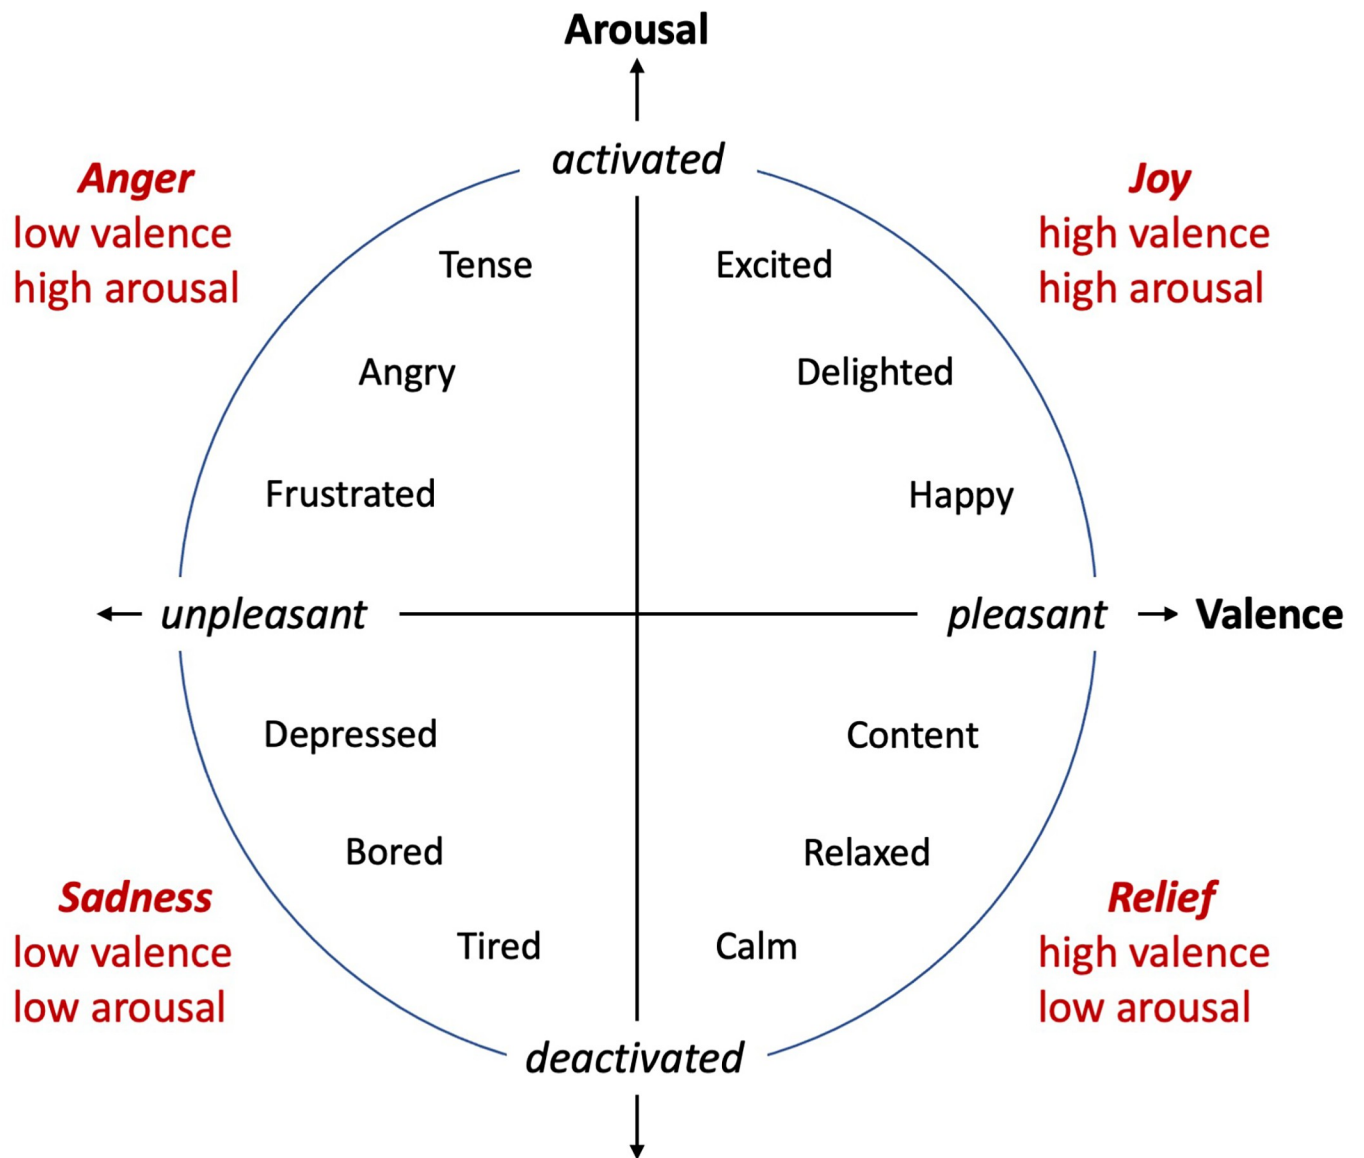 Arousal
activated
Anger
low valence
high arousal
Joy
high valence
high arousal
Tense
Excited
Angry
Delighted
Frustrated
Happy
unpleasant
pleasant
Valence
Depressed
Content
Bored
Relaxed
Sadness
low valence
low arousal
Relief
high valence
low arousal
Tired
Calm
deactivated